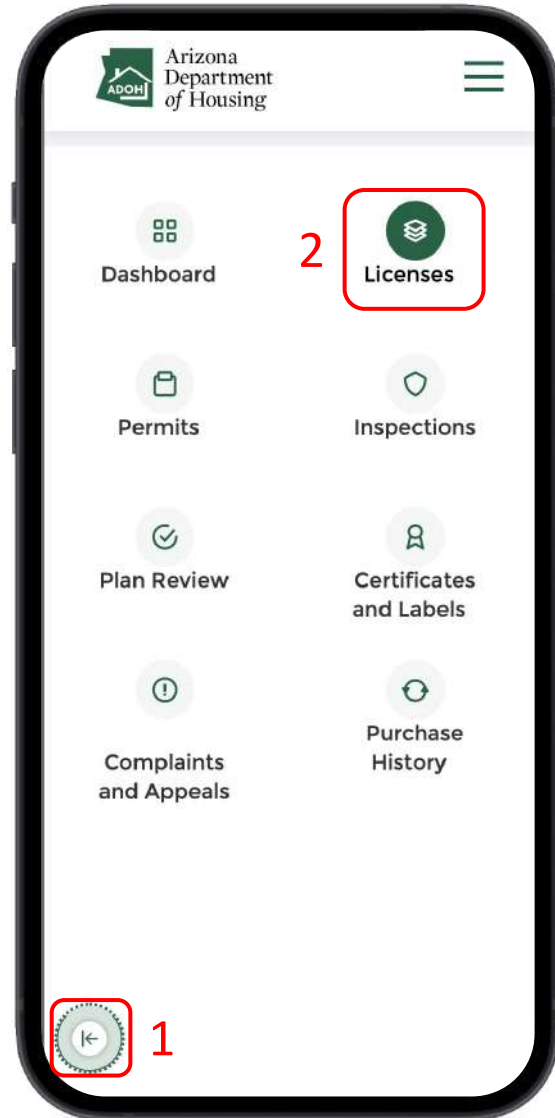 Arizona
Department
of Housing
ADOH
2
Dashboard
Licenses
Permits
Inspections
Plan Review
Certificates
and Labels
Complaints
and Appeals
Purchase
History
1